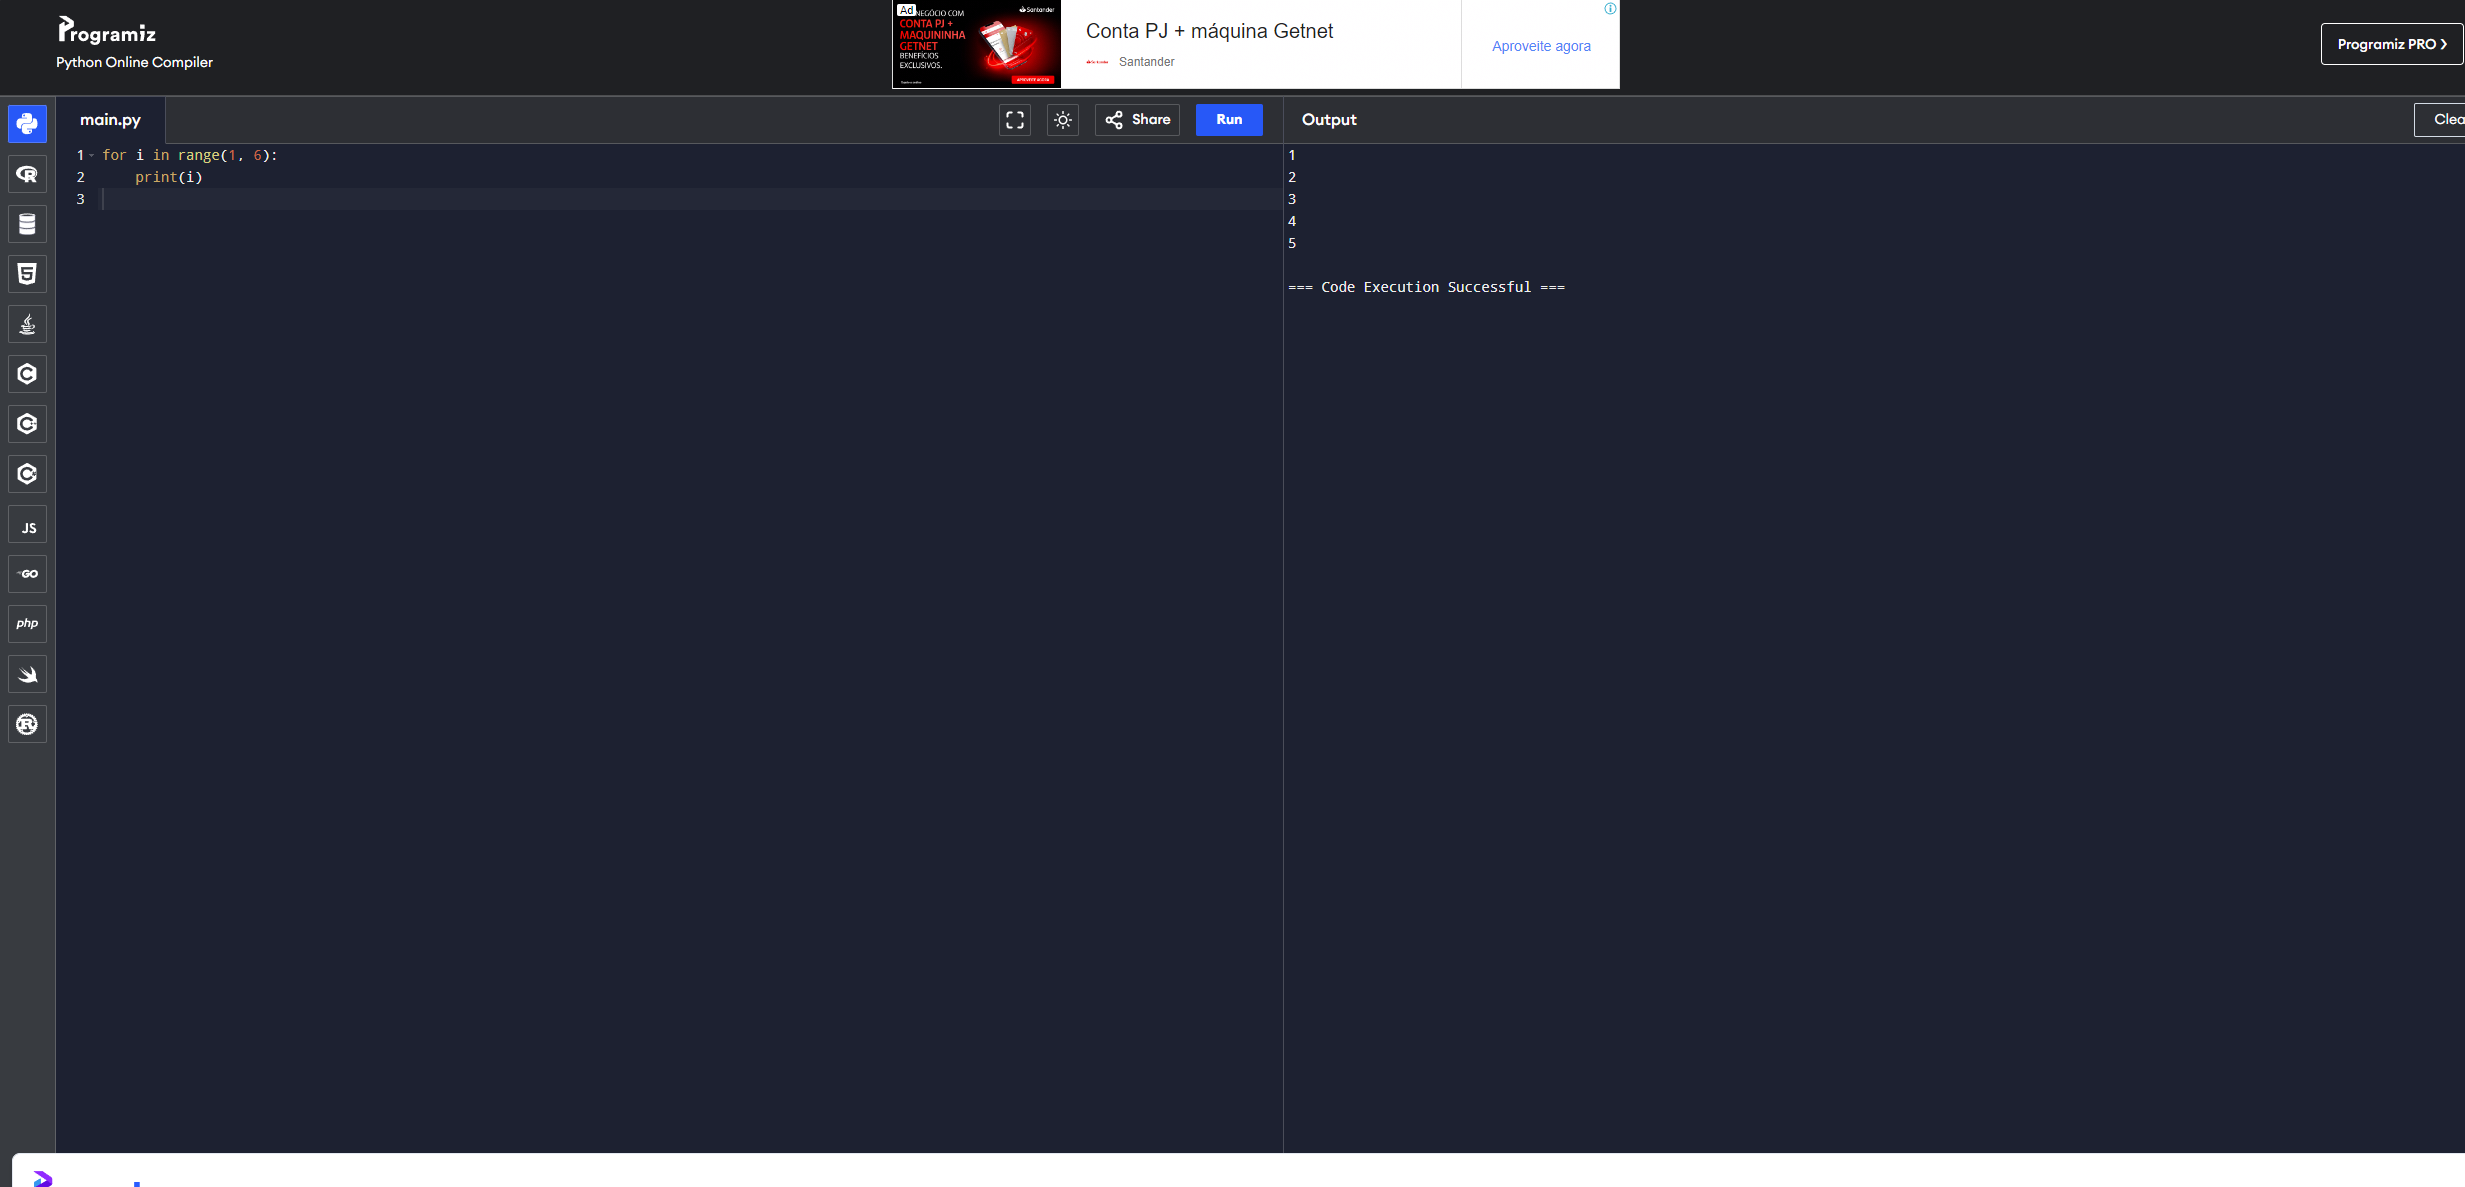 Programiz
Python Online Compiler
Ad
NEGÓCIO COM
CONTA PJ +
MAQUININHA
GETNET
BENEFÍCIOS
EXCLUSIVOS.
Santander
APROVEITE AGORA
Conta PJ + máquina Getnet
Santander
Aproveite agora
Programiz PRO
main.py
Share
Run
Output
Clea
1 for i in range(1, 6):
2 print(i)
3
1
2
3
4
5
=== Code Execution Successful ===
JS
GO
php